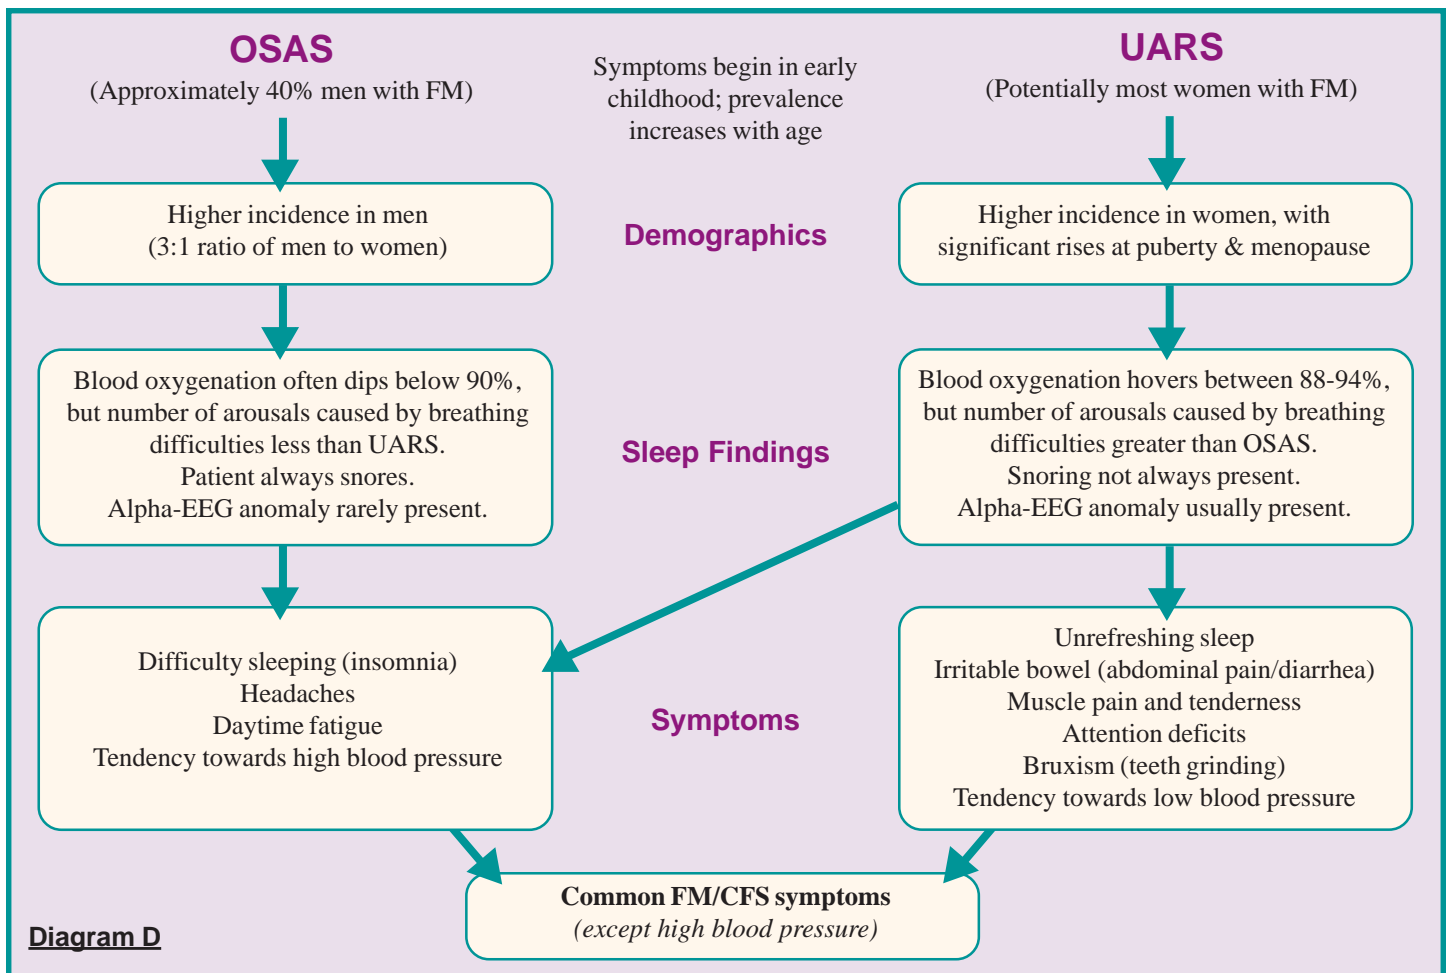 OSAS
(Approximately 40% men with FM)
Symptoms begin in early
childhood; prevalence
increases with age
UARS
(Potentially most women with FM)
Higher incidence in men
(3:1 ratio of men to women)
Demographics
Higher incidence in women, with
significant rises at puberty & menopause
Blood oxygenation often dips below 90%,
but number of arousals caused by breathing
difficulties less than UARS.
Patient always snores.
Alpha-EEG anomaly rarely present.
Sleep Findings
Blood oxygenation hovers between 88-94%,
but number of arousals caused by breathing
difficulties greater than OSAS.
Snoring not always present.
Alpha-EEG anomaly usually present.
Difficulty sleeping (insomnia)
Headaches
Daytime fatigue
Tendency towards high blood pressure
Symptoms
Unrefreshing sleep
Irritable bowel (abdominal pain/diarrhea)
Muscle pain and tenderness
Attention deficits
Bruxism (teeth grinding)
Tendency towards low blood pressure
Common FM/CFS symptoms
(except high blood pressure)
Diagram D